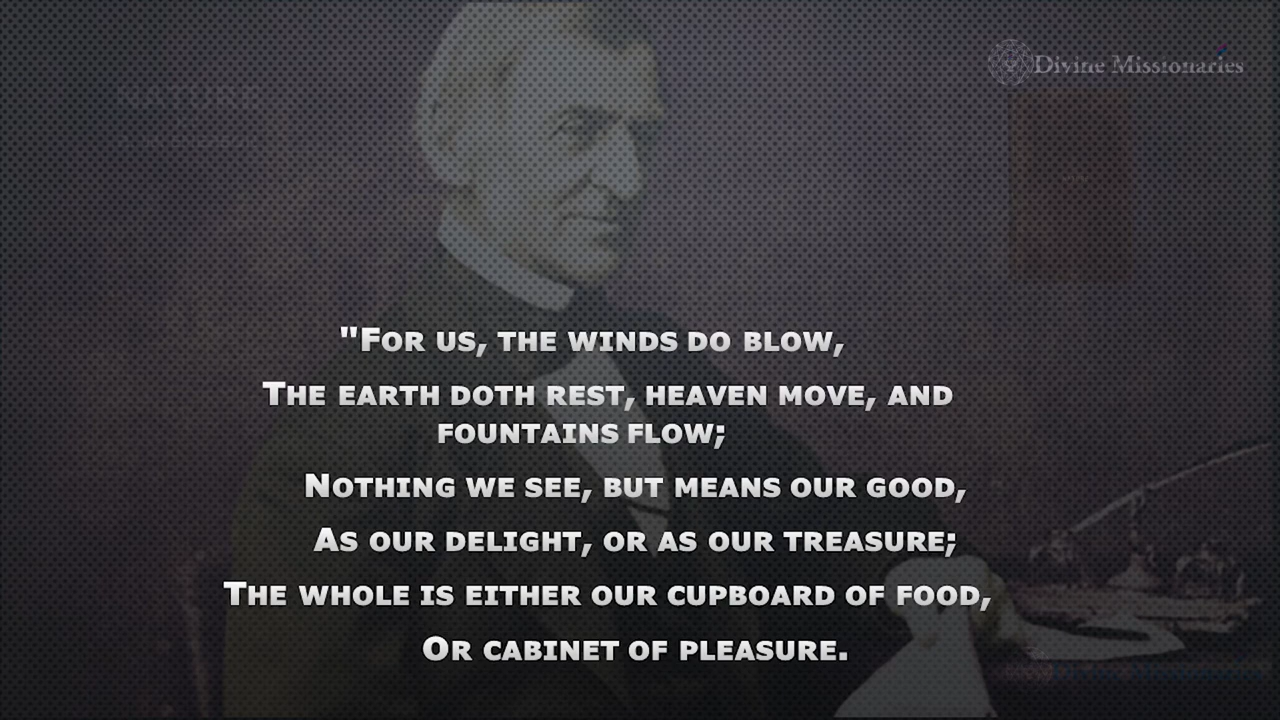 Divine Missionaries
NATURE
"For us, the winds do blow,
The earth doth rest, heaven move, and
fountains flow;
Nothing we see, but means our good,
As our delight, or as our treasure;
The whole is either our cupboard of food,
Or cabinet of pleasure.